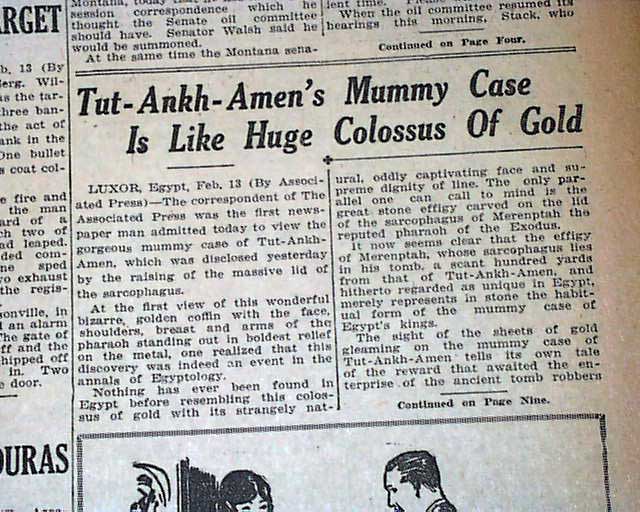 ARGET
b. 13 (By
erg. Wil-
as the tar-
three ban-
the act of
ank in the
One bullet
s coat col-
e fire and
the man
ard of a
ch two of
ad leaped.
ded com-
ne sped
vo exhaust
the regis-
sonville, in
l an alarm
The gate of
ff and the
hipped off
in. Two
e door.
OURAS
session correspondence which he
thought the Senate oil committee
should have. Senator Walsh said he
would be summoned.
At the same time the Montana sena-
lent time.
When the oil committee resumed its
hearings this morning, Stack, who
Continued on Page Four.
Tut-Ankh-Amen's Mummy Case
Is Like Huge Colossus Of Gold
LUXOR, Egypt, Feb. 13 (By Associ-
ated Press)—The correspondent of The
Associated Press was the first news-
paper man admitted today to view the
gorgeous mummy case of Tut-Ankh-
Amen, which was disclosed yesterday
by the raising of the massive lid of
the sarcophagus.
At the first view of this wonderful
bizarre, golden coffin with the face,
shoulders, breast and arms of the
pharaoh standing out in boldest relief
on the metal, one realized that this
discovery was indeed an event in the
annals of Egyptology.
Nothing has ever been found in
Egypt before resembling this colos-
sus of gold with its strangely nat-
ural, oddly captivating face and su-
preme dignity of line. The only par-
allel one can call to mind is the
great stone effigy carved on the lid
of the sarcophagus of Merenptah the
reputed pharaoh of the Exodus.
It now seems clear that the effigy
of Merenptah, whose sarcophagus lies
in his tomb, a scant hundred yards
from that of Tut-Ankh-Amen, and
hitherto regarded as unique in Egypt,
merely represents in stone the habit-
ual form of the mummy case of
Egypt's kings.
The sight of the sheets of gold
gleaming on the mummy case of
Tut-Ankh-Amen tells its own tale
of the reward that awaited the en-
terprise of the ancient tomb robbers
Continued on Page Nine.